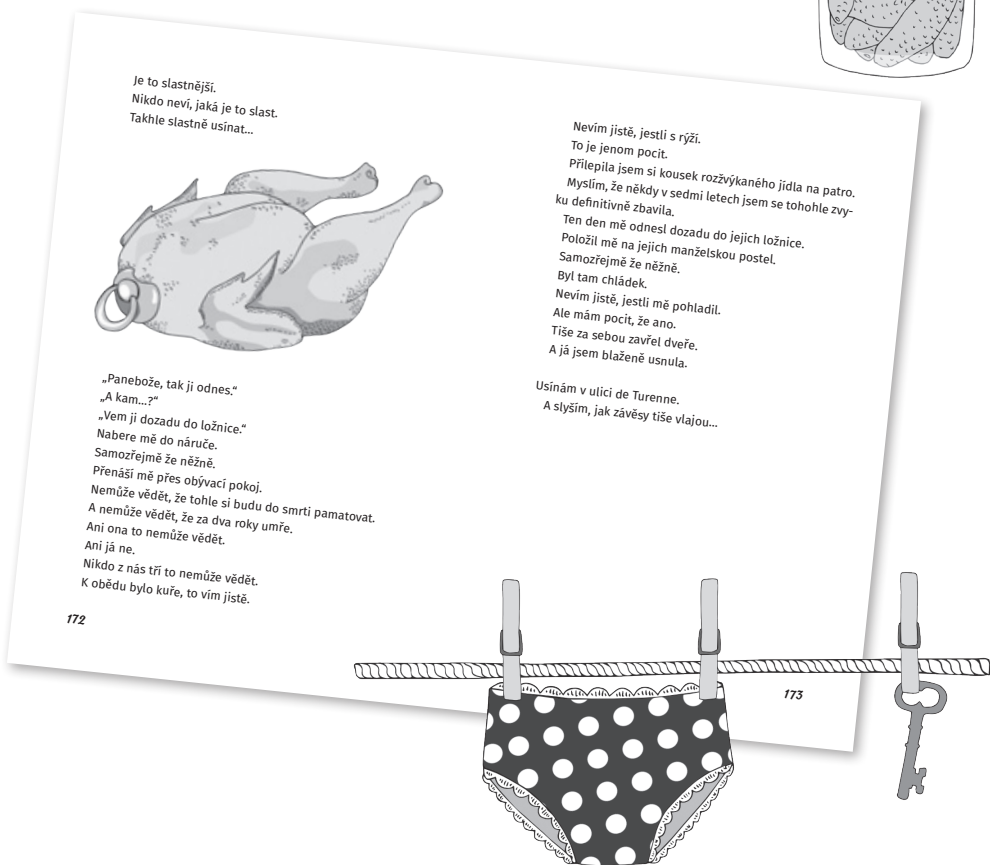 Je to slastnější.
Nikdo neví, jaká je to slast.
Takhle slastně usínat...
„Panebože, tak ji odnes.“
„A kam...?“
„Vem ji dozadu do ložnice.“
Nabere mě do náruče.
Samozřejmě že něžně.
Přenáší mě přes obývací pokoj.
Nemůže vědět, že tohle si budu do smrti pamatovat.
A nemůže vědět, že za dva roky umře.
Ani ona to nemůže vědět.
Ani já ne.
Nikdo z nás tří to nemůže vědět.
K obědu bylo kuře, to vím jistě.
172
Nevím jistě, jestli s rýží.
To je jenom pocit.
Přilepila jsem si kousek rozžvýkaného jídla na patro.
Myslím, že někdy v sedmi letech jsem se tohohle zvy-
ku definitivně zbavila.
Ten den mě odnesl dozadu do jejich ložnice.
Položil mě na jejich manželskou postel.
Samozřejmě že něžně.
Byl tam chládek.
Nevím jistě, jestli mě pohladil.
Ale mám pocit, že ano.
Tiše za sebou zavřel dveře.
A já jsem blaženě usnula.
Usínám v ulici de Turenne.
A slyším, jak závěsy tiše vlajou...
173